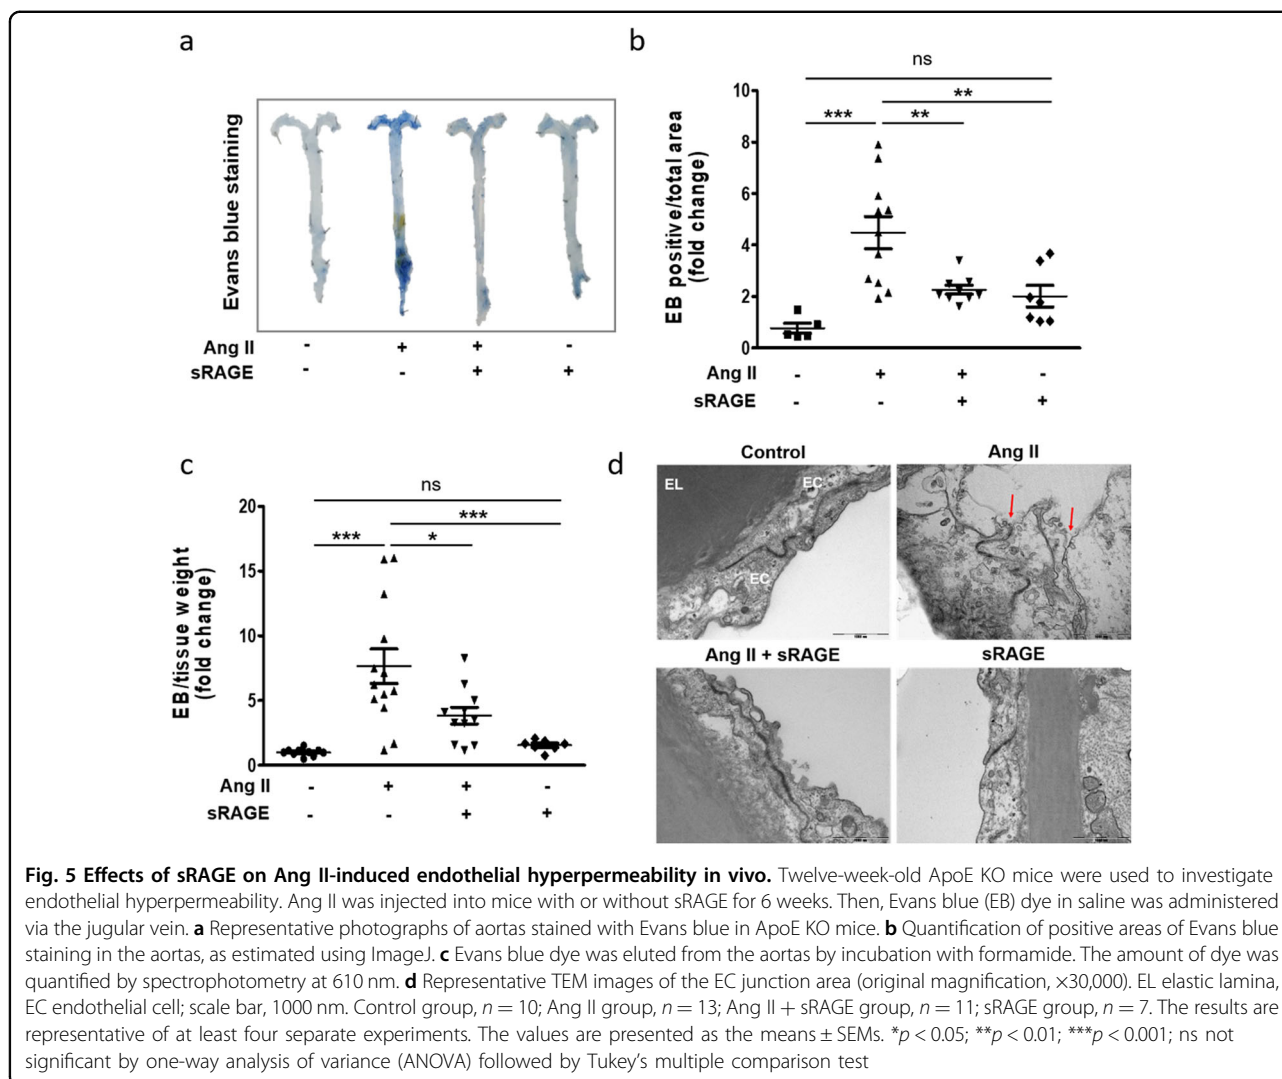 a
Evans blue staining
Ang II - + + -
sRAGE - - + +
b
ns
**
*** **
EB positive/total area
(fold change)
10
8
6
4
2
0
Ang II - + + -
sRAGE - - + +
c
ns
***
*** *
EB/tissue weight
(fold change)
20
15
10
5
0
Ang II - + + -
sRAGE - - + +
d
Control Ang II
EL EC
EC
Ang II + sRAGE sRAGE
Fig. 5 Effects of sRAGE on Ang II-induced endothelial hyperpermeability in vivo. Twelve-week-old ApoE KO mice were used to investigate
endothelial hyperpermeability. Ang II was injected into mice with or without sRAGE for 6 weeks. Then, Evans blue (EB) dye in saline was administered
via the jugular vein. a Representative photographs of aortas stained with Evans blue in ApoE KO mice. b Quantification of positive areas of Evans blue
staining in the aortas, as estimated using ImageJ. c Evans blue dye was eluted from the aortas by incubation with formamide. The amount of dye was
quantified by spectrophotometry at 610 nm. d Representative TEM images of the EC junction area (original magnification, ×30,000). EL elastic lamina,
EC endothelial cell; scale bar, 1000 nm. Control group, n = 10; Ang II group, n = 13; Ang II + sRAGE group, n = 11; sRAGE group, n = 7. The results are
representative of at least four separate experiments. The values are presented as the means ± SEMs. *p < 0.05; **p < 0.01; ***p < 0.001; ns not
significant by one-way analysis of variance (ANOVA) followed by Tukey's multiple comparison test